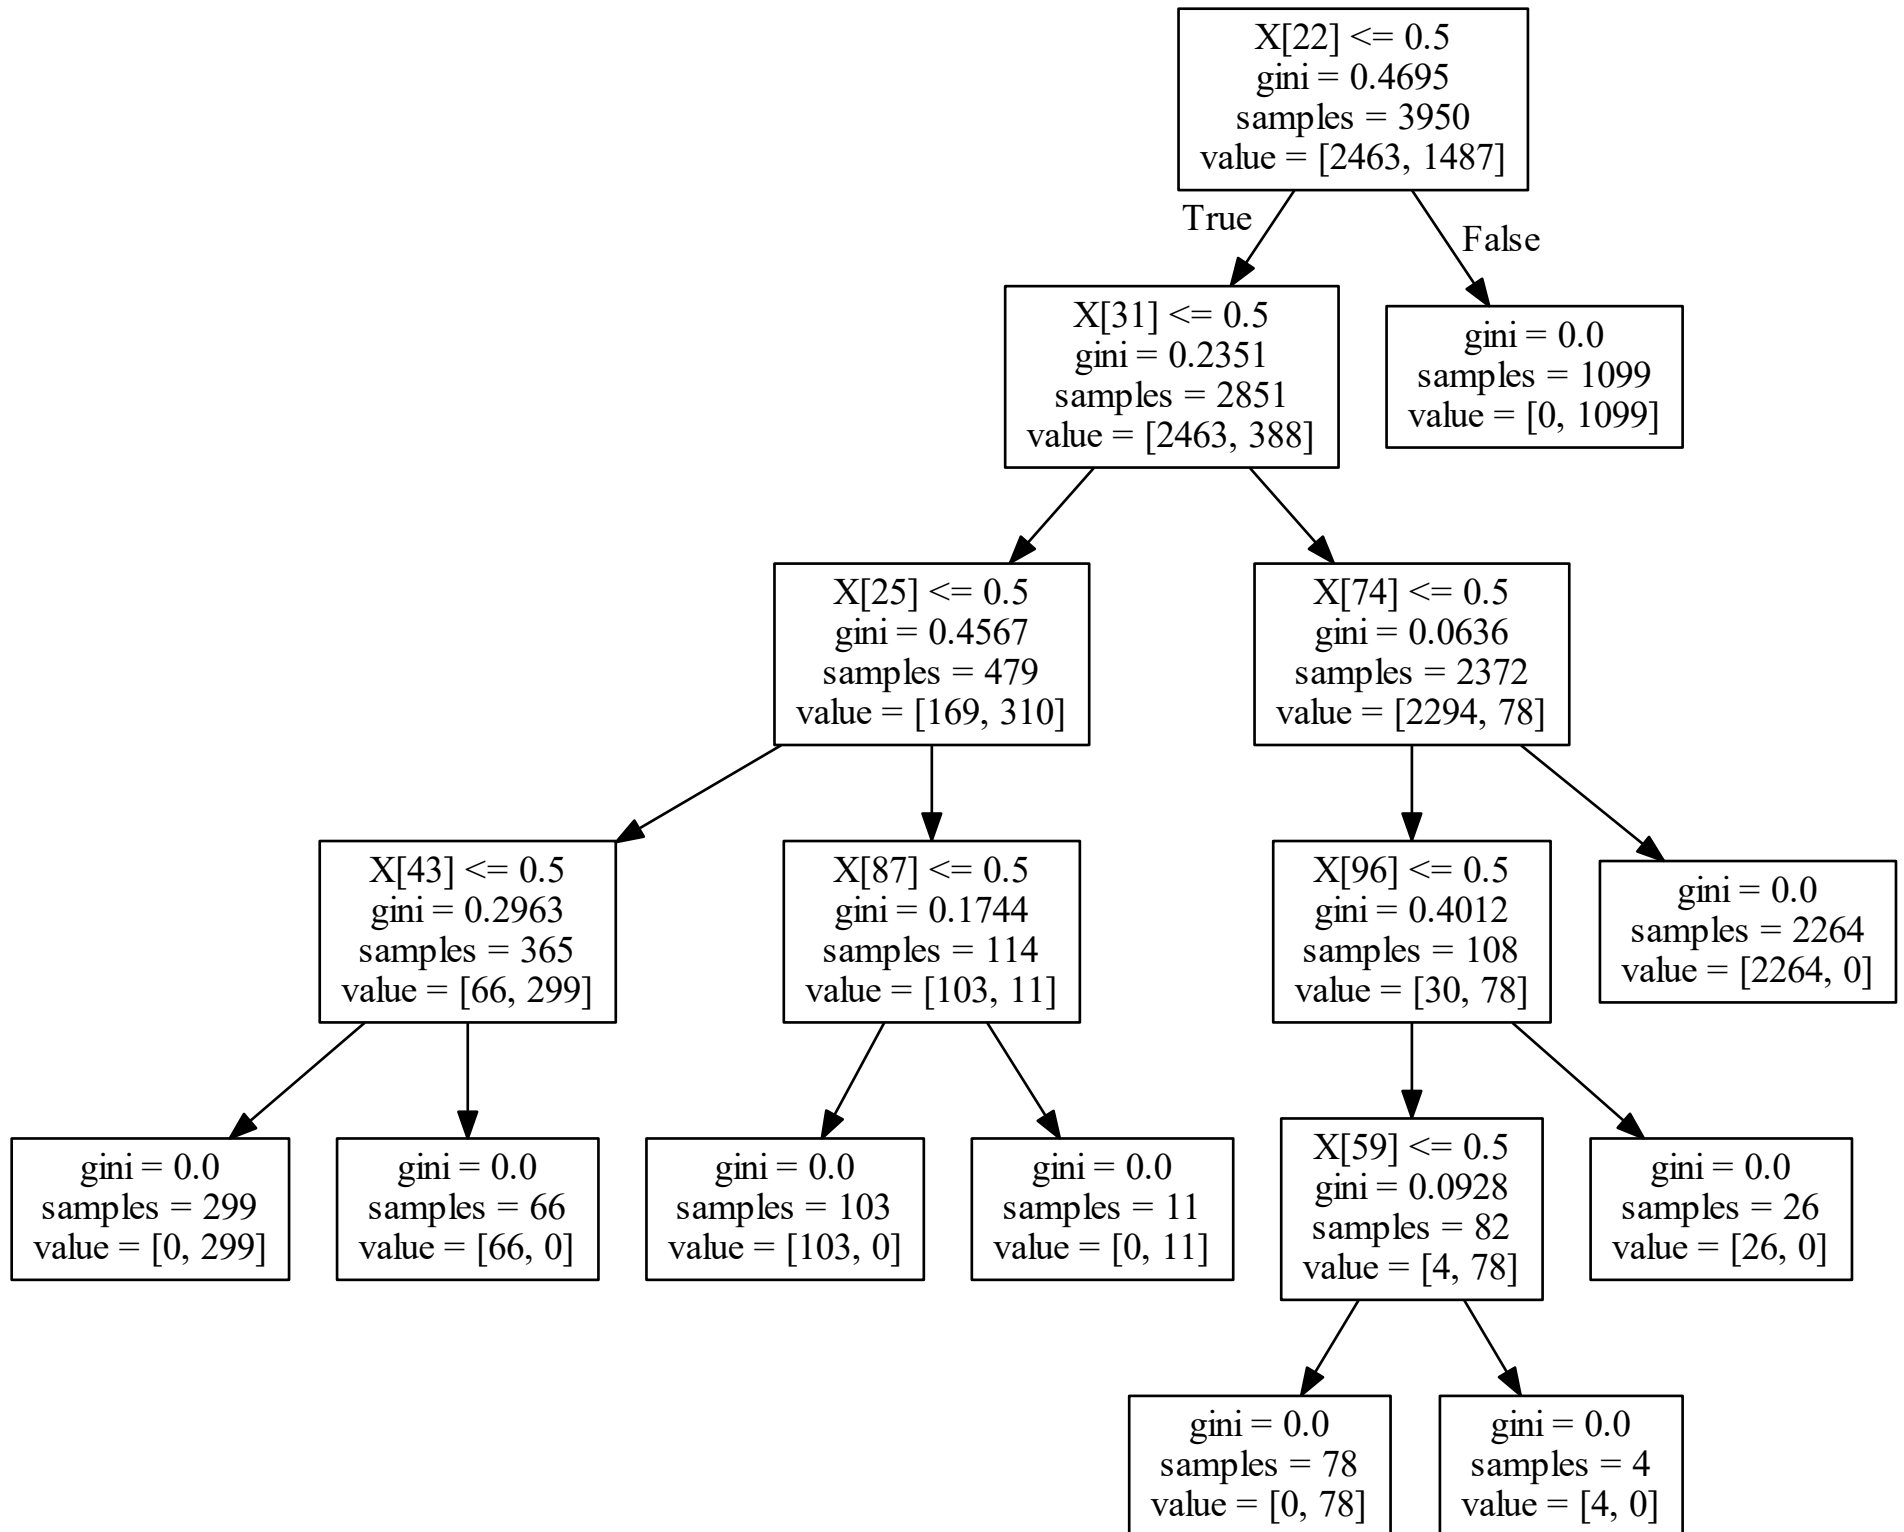 X[22] <= 0.5
gini = 0.4695
samples = 3950
value = [2463, 1487]
True
False
X[31] <= 0.5
gini = 0.2351
samples = 2851
value = [2463, 388]
gini = 0.0
samples = 1099
value = [0, 1099]
X[25] <= 0.5
gini = 0.4567
samples = 479
value = [169, 310]
X[74] <= 0.5
gini = 0.0636
samples = 2372
value = [2294, 78]
X[43] <= 0.5
gini = 0.2963
samples = 365
value = [66, 299]
X[87] <= 0.5
gini = 0.1744
samples = 114
value = [103, 11]
X[96] <= 0.5
gini = 0.4012
samples = 108
value = [30, 78]
gini = 0.0
samples = 2264
value = [2264, 0]
gini = 0.0
samples = 299
value = [0, 299]
gini = 0.0
samples = 66
value = [66, 0]
gini = 0.0
samples = 103
value = [103, 0]
gini = 0.0
samples = 11
value = [0, 11]
X[59] <= 0.5
gini = 0.0928
samples = 82
value = [4, 78]
gini = 0.0
samples = 26
value = [26, 0]
gini = 0.0
samples = 78
value = [0, 78]
gini = 0.0
samples = 4
value = [4, 0]